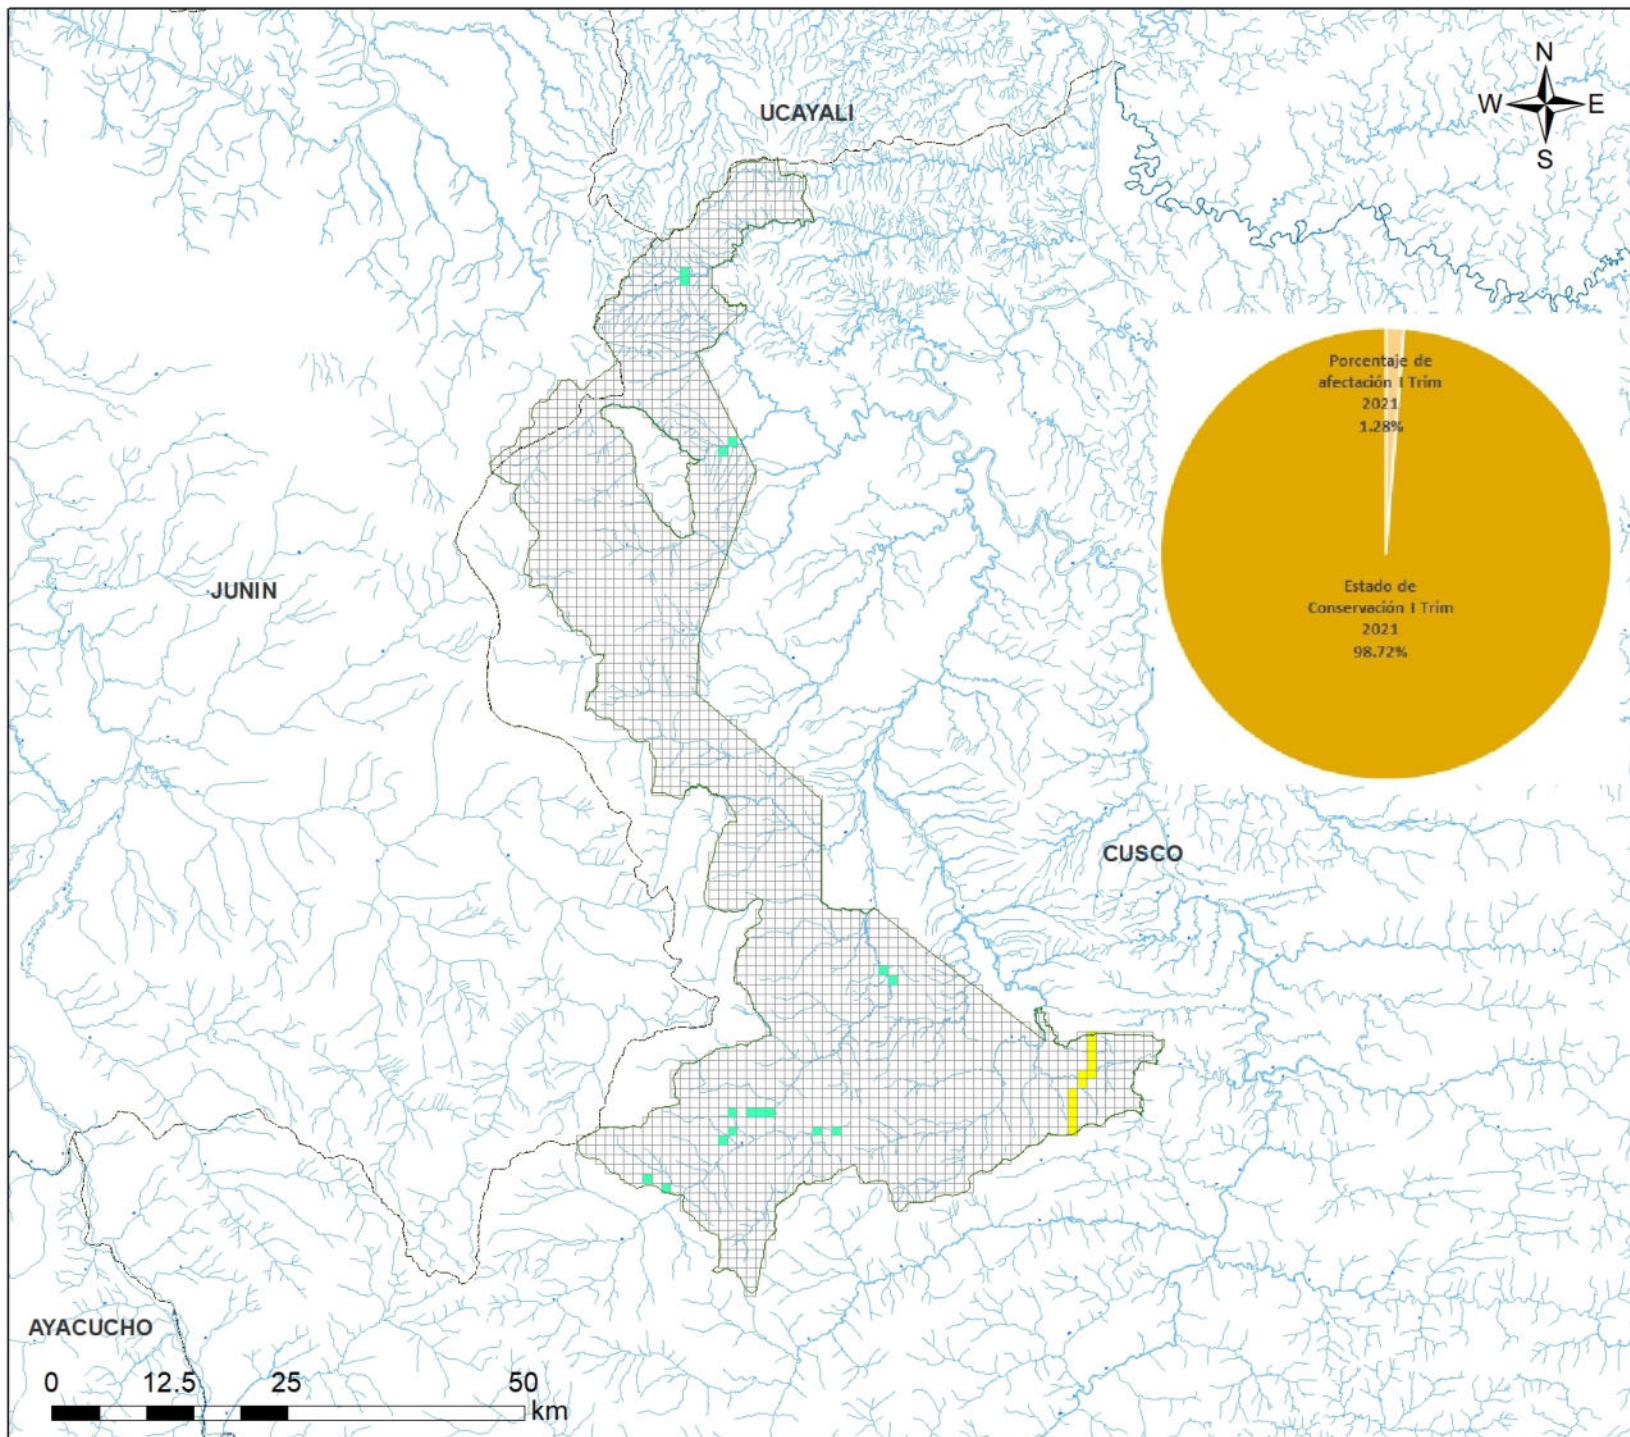 N
W E
S
UCAYALI
Porcentaje de
afectación I Trim
2021
1.28%
JUNIN
Estado de
Conservación I Trim
2021
98.72%
CUSCO
AYACUCHO
0 12.5 25 50
km